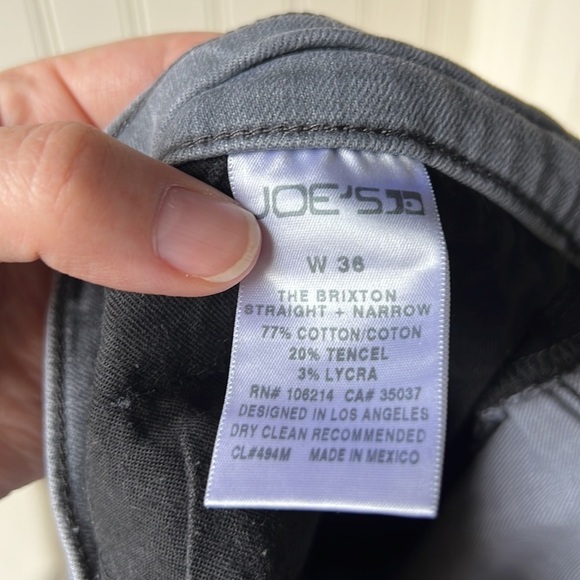 JOE'S
W 36
THE BRIXTON
STRAIGHT + NARROW
77% COTTON/COTON
20% TENCEL
3% LYCRA
RN# 106214 CA# 35037
DESIGNED IN LOS ANGELES
DRY CLEAN RECOMMENDED
CL#494M MADE IN MEXICO